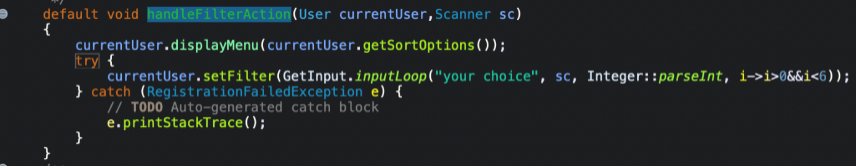 */
default void handleFilterAction(User currentUser,Scanner sc)
{
currentUser.displayMenu(currentUser.getSortOptions());
try {
currentUser.setFilter(GetInput.inputLoop("your choice", sc, Integer::parseInt, i->i>0&&i<6));
} catch (RegistrationFailedException e) {
// TODO Auto-generated catch block
e.printStackTrace();
}
}